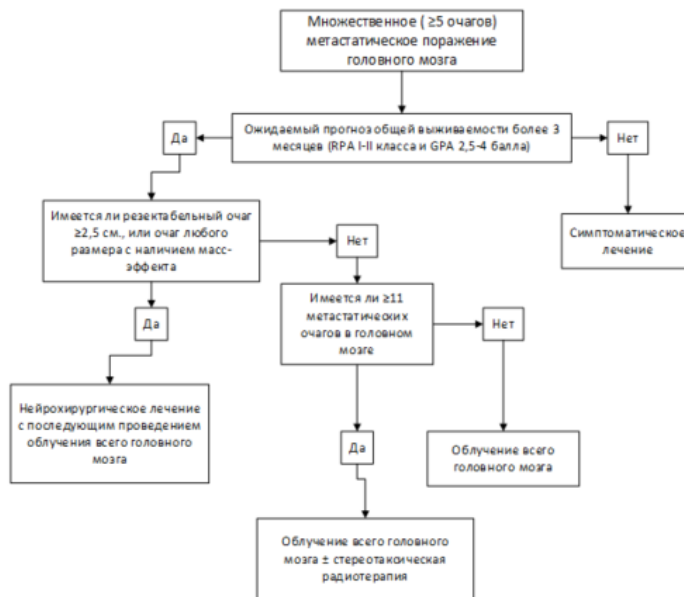 Множественное ( ≥5 очагов)
метастатическое поражение
головного мозга
Да
Ожидаемый прогноз общей выживаемости более 3
месяцев (RPA I-II класса и GPA 2,5-4 балла)
Нет
Имеется ли резектабельный очаг
≥2,5 см., или очаг любого
размера с наличием масс-
эффекта
Нет
Симптоматическое
лечение
Да
Имеется ли ≥11
метастатических
очагов в головном
мозге
Нет
Нейрохирургическое лечение
с последующим проведением
облучения всего головного
мозга
Да
Облучение всего
головного мозга
Облучение всего головного
мозга ± стереотаксическая
радиотерапия